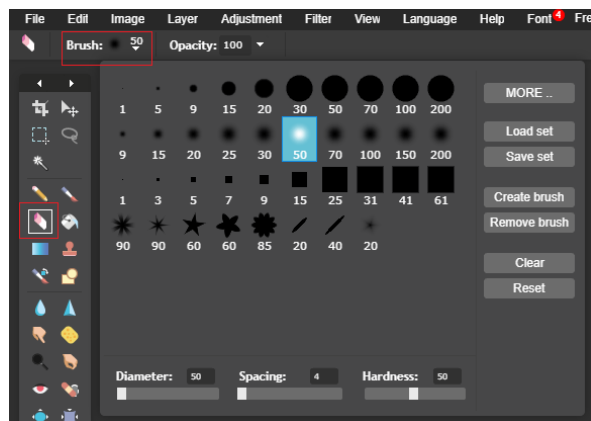 File Edit Image Layer Adjustment Filter View Language Help Font 4 Fre
Brush: 50 Opacity: 100
1 5 9 15 20 30 50 70 100 200
MORE ..
9 15 20 25 30 50 70 100 150 200
Load set
Save set
1 3 5 7 9 15 25 31 41 61
Create brush
Remove brush
90 90 60 60 85 20 40 20
Clear
Reset
Diameter: 50 Spacing: 4 Hardness: 50